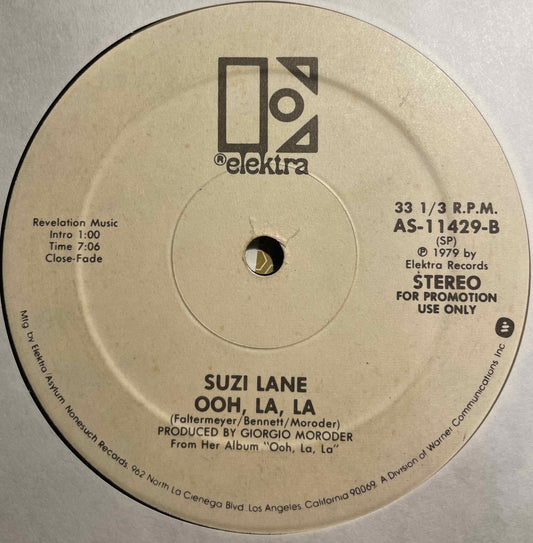 ® elektra
Revelation Music
Intro 1:00
Time 7:06
Close-Fade
33 1/3 R.P.M.
AS-11429-B
(SP)
℗ 1979 by
Elektra Records
STEREO
FOR PROMOTION
USE ONLY
SUZI LANE
OOH, LA, LA
(Faltermeyer/Bennett/Moroder)
PRODUCED BY GIORGIO MORODER
From Her Album "Ooh, La, La"
Mfg by Elektra/Asylum Nonesuch Records 962 North La Cienega Blvd. Los Angeles. California 90069. A Division of Warner Communications Inc